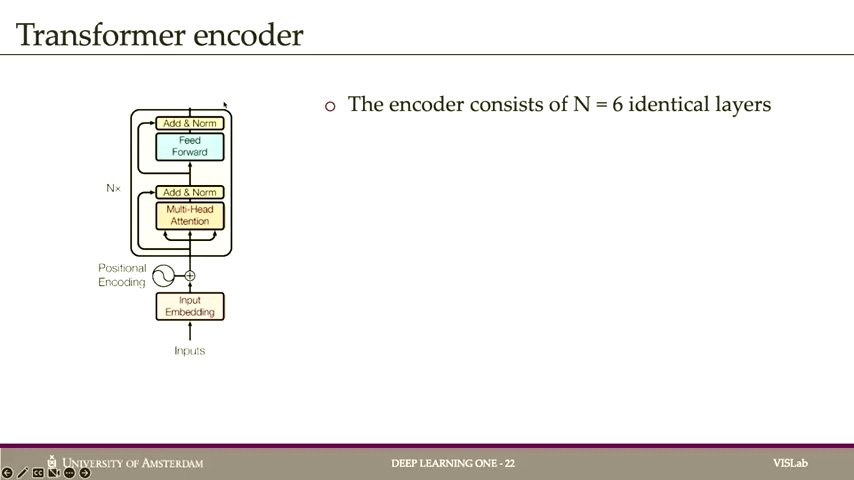 Transformer encoder
The encoder consists of N = 6 identical layers
Add & Norm
Feed
Forward
N×
Add & Norm
Multi-Head
Attention
Positional
Encoding
Input
Embedding
Inputs
UNIVERSITY OF AMSTERDAM
DEEP LEARNING ONE - 22
VISLab